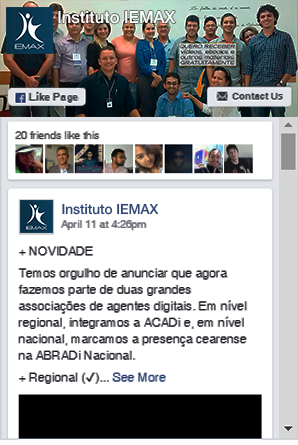 Instituto IEMAX
IEMAX
QUERO RECEBER
vídeos, ebooks e
outros materiais
GRATUITAMENTE
Like Page
Contact Us
20 friends like this
IEMAX
Instituto IEMAX
April 11 at 4:26pm
+ NOVIDADE
Temos orgulho de anunciar que agora
fazemos parte de duas grandes
associações de agentes digitais. Em nível
regional, integramos a ACADi e, em nível
nacional, marcamos a presença cearense
na ABRADi Nacional.
+ Regional (✓)... See More